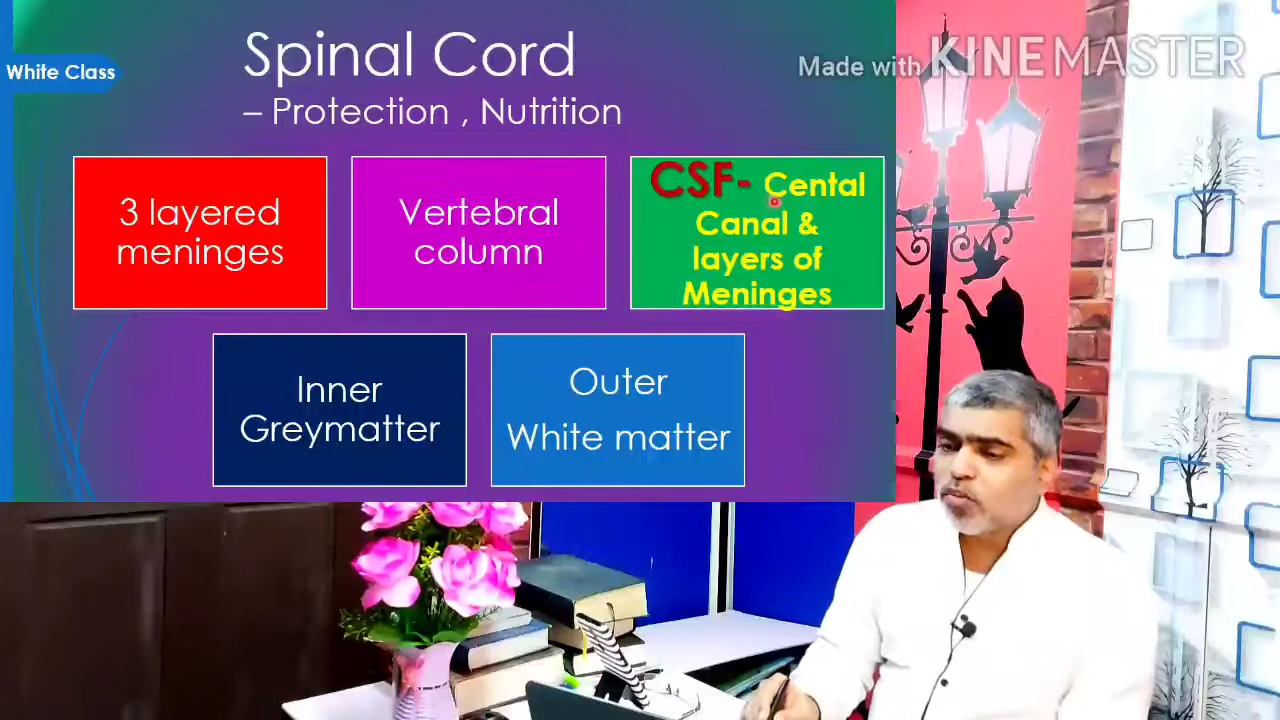 Spinal Cord
– Protection , Nutrition
White Class
Made with KINEMASTER
3 layered
meninges
Vertebral
column
CSF- Cental
Canal &
layers of
Meninges
Inner
Greymatter
Outer
White matter